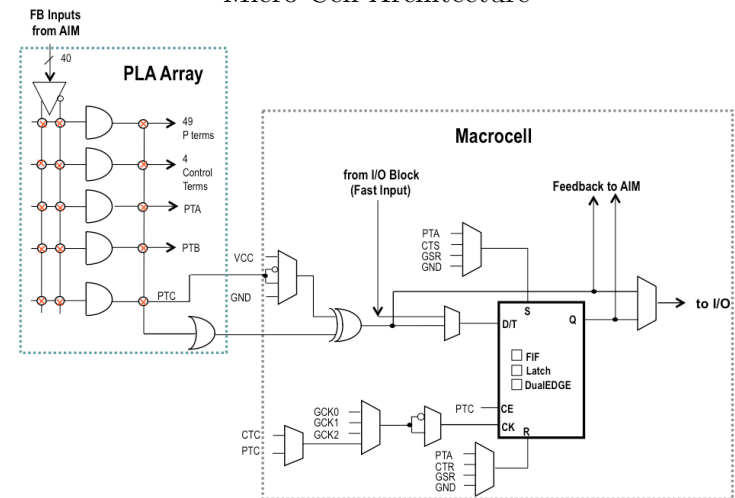 Micro Cell Architecture
FB Inputs
from AIM
40
PLA Array
49
P terms
4
Control
Terms
PTA
PTB
PTC
Macrocell
from I/O Block
(Fast Input)
Feedback to AIM
PTA
CTS
GSR
GND
VCC
GND
to I/O
S
D/T
Q
FIF
Latch
DualEDGE
CE
CK
R
PTC
GCK0
GCK1
GCK2
CTC
PTC
PTA
CTR
GSR
GND